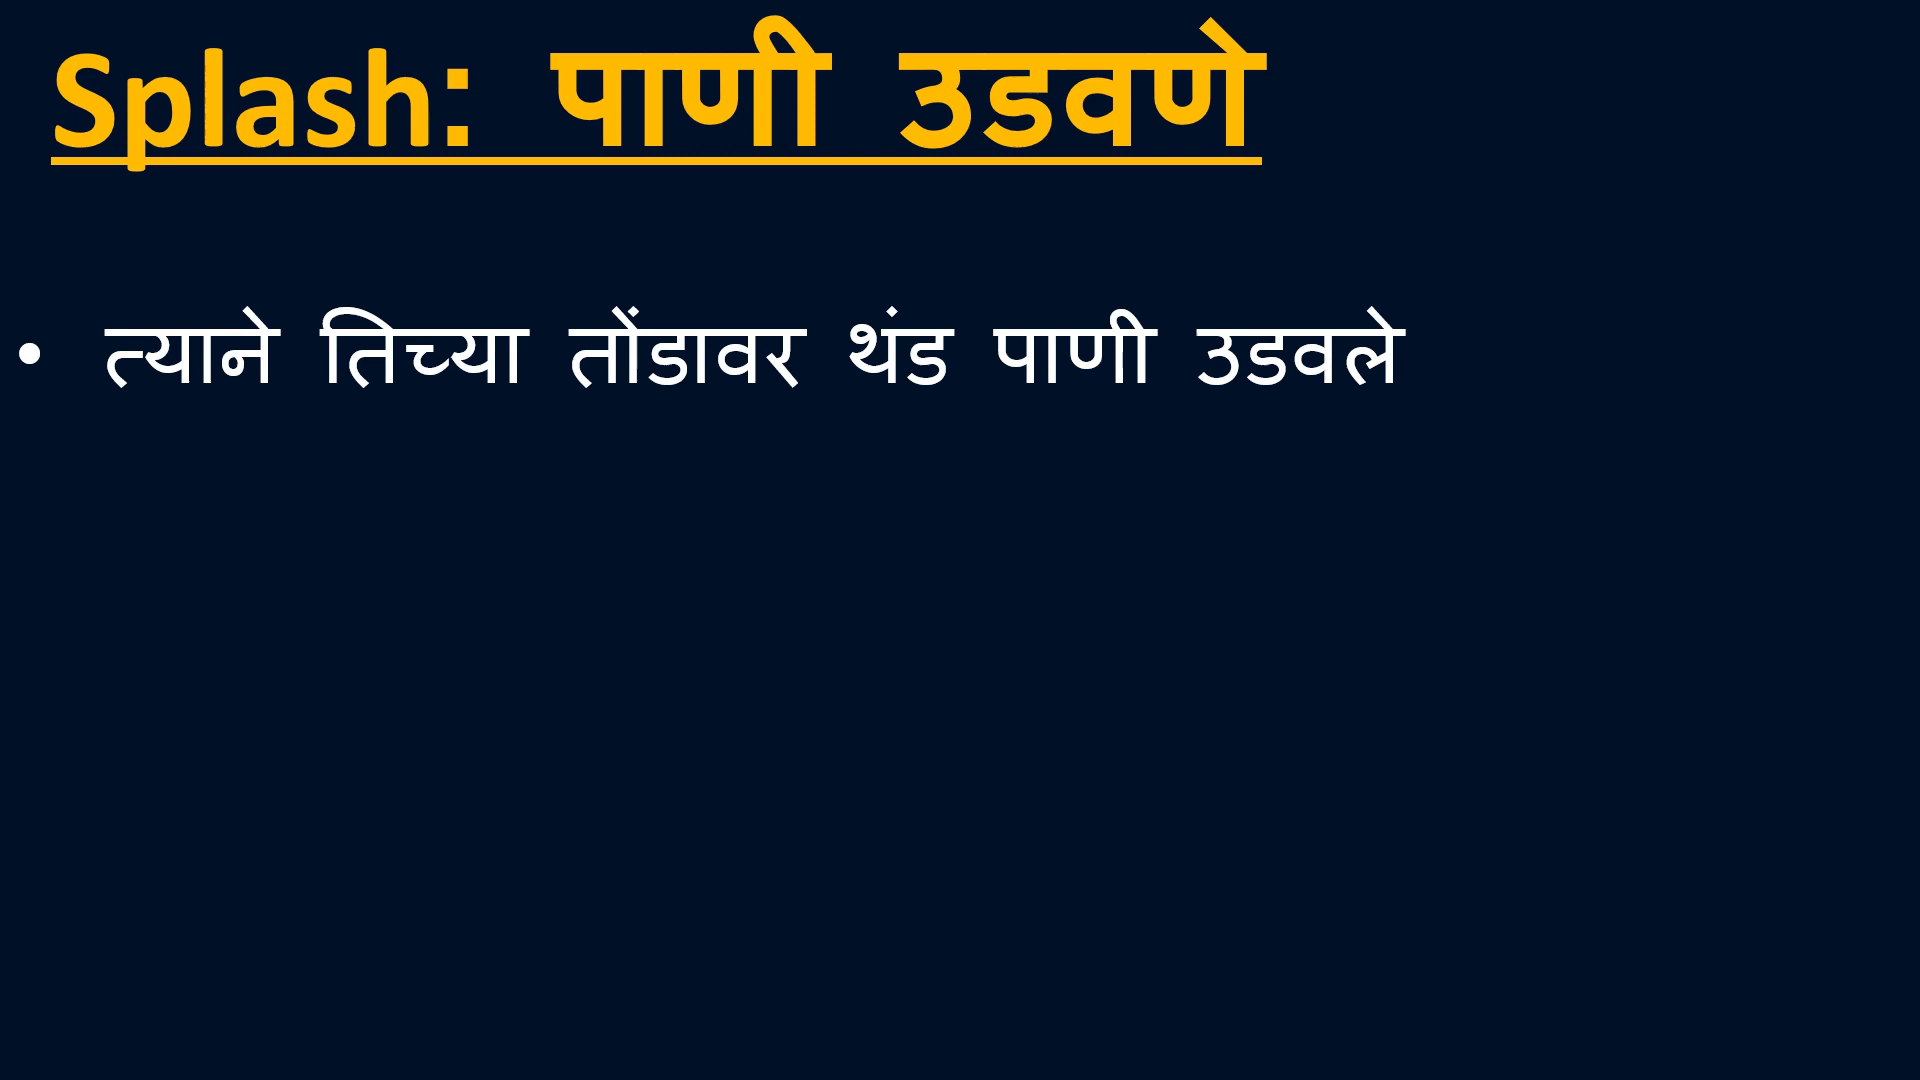 Splash: पाणी उडवणे
• त्याने तिच्या तोंडावर थंड पाणी उडवले